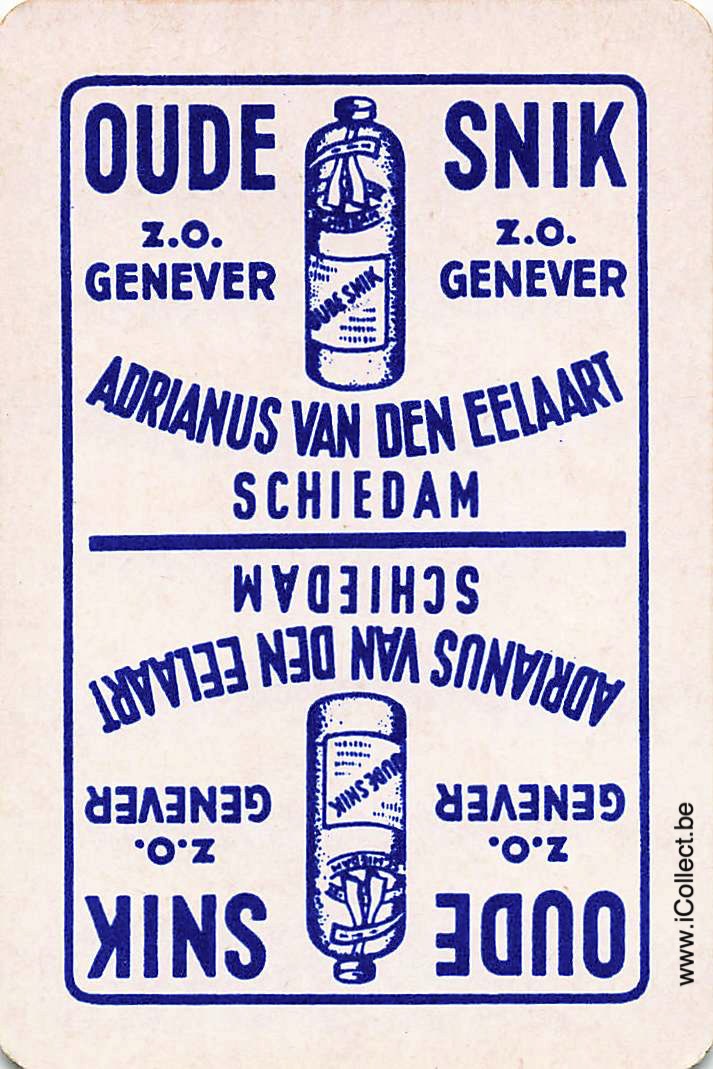 OUDE SNIK
Z.O. Z.O.
GENEVER GENEVER
OUDE SNIK
ADRIANUS VAN DEN EELAART
SCHIEDAM
SCHIEDAM
ADRIANUS VAN DEN EELAART
OUDE SNIK
SCHIEDAM
GENEVER GENEVER
Z.O. Z.O.
OUDE SNIK
www.iCollect.be